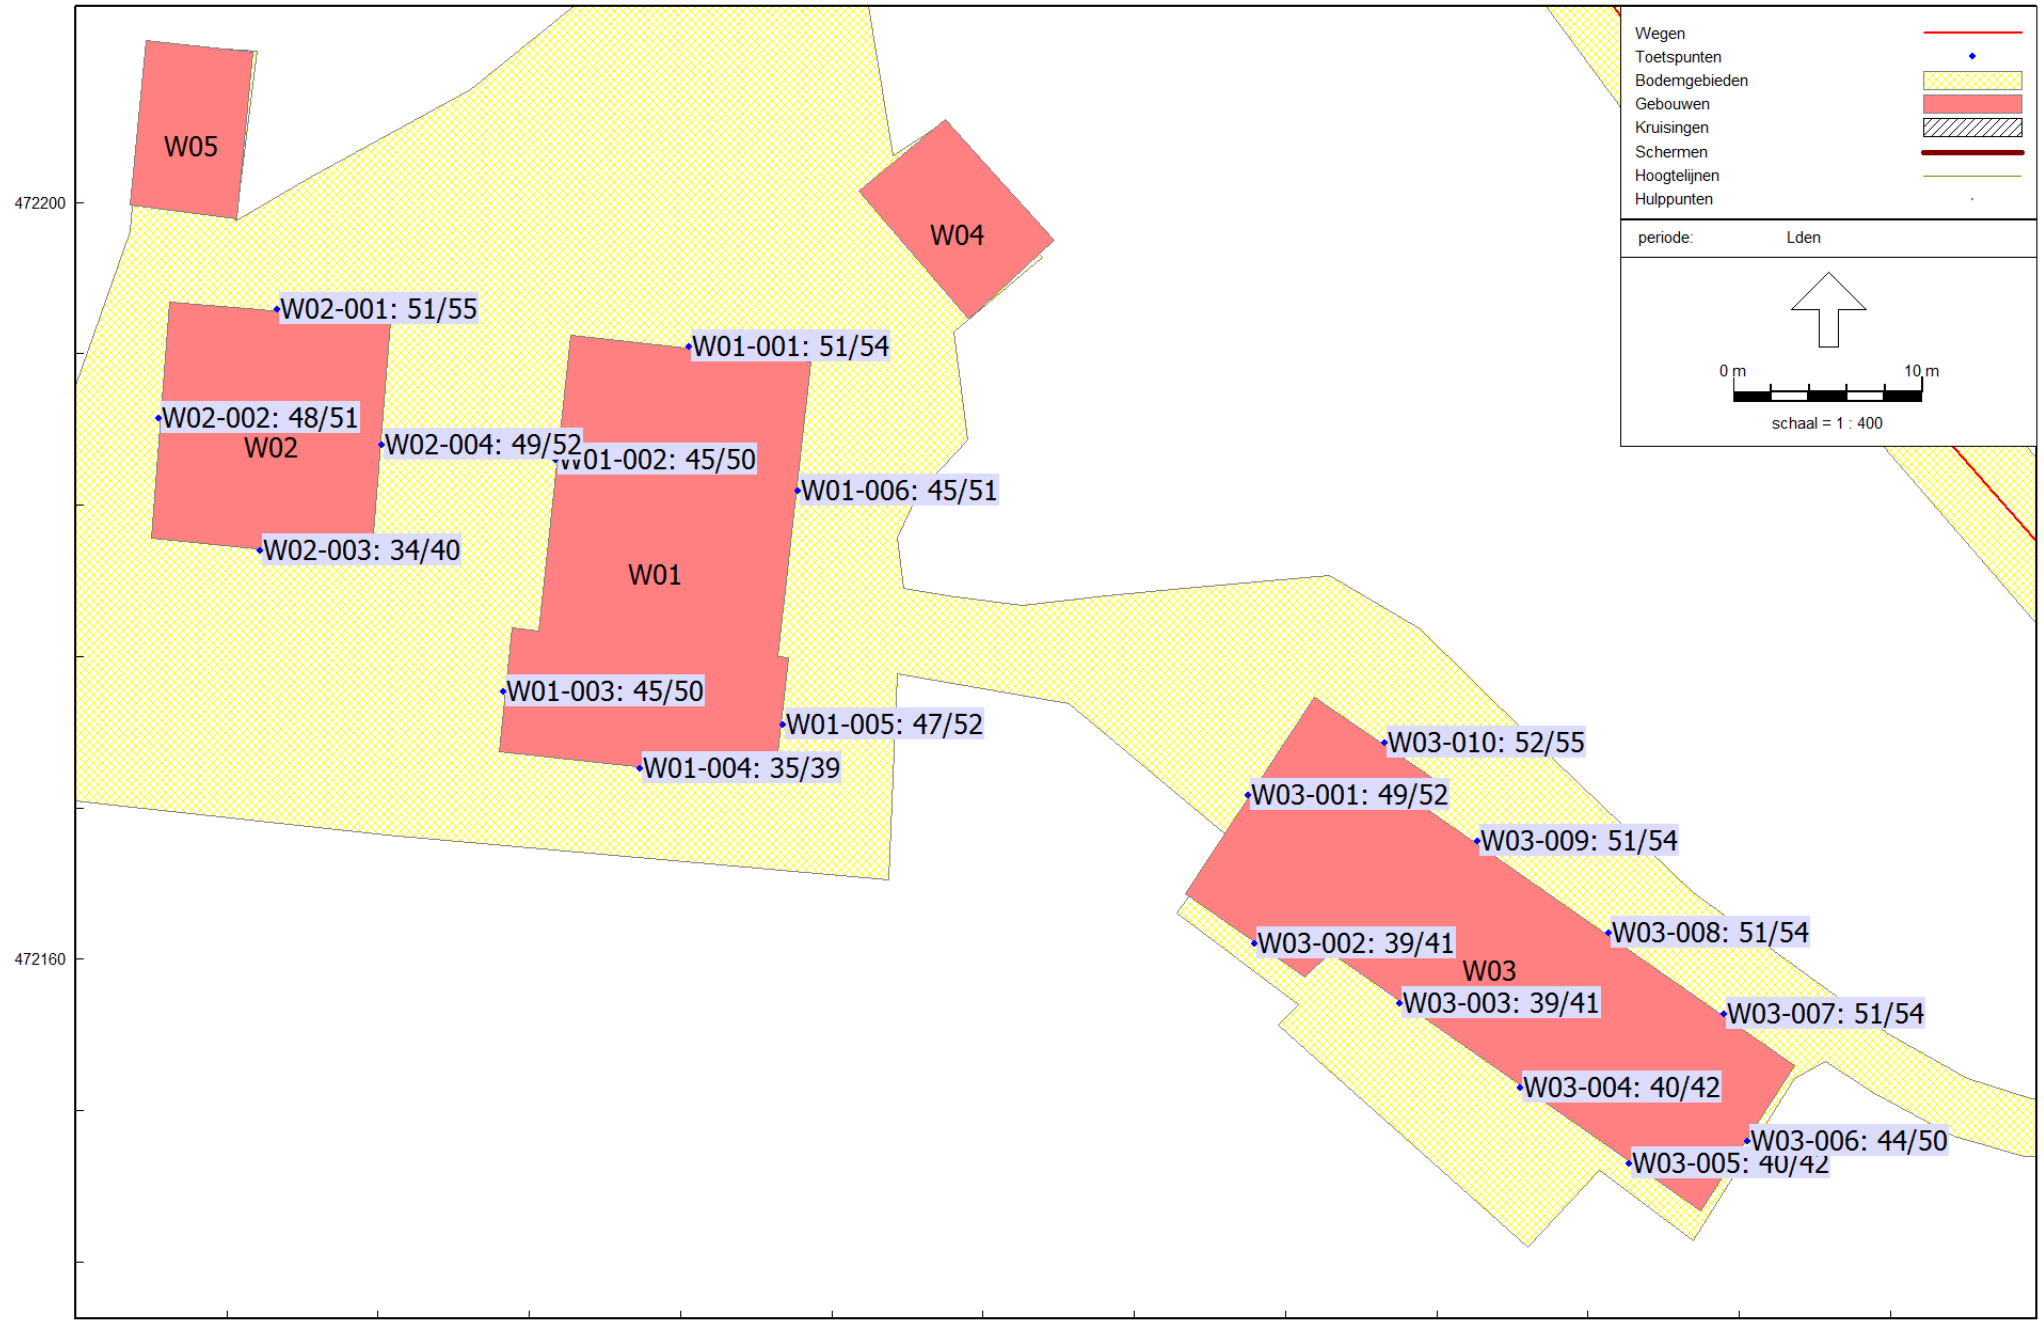 Wegen
Toetspunten
Bodemgebieden
Gebouwen
Kruisingen
Schermen
Hoogtelijnen
Hulppunten
periode: Lden
0 m 10 m
schaal = 1 : 400
472200
472160
W05
W04
W02-001: 51/55
W01-001: 51/54
W02-002: 48/51
W02
W02-004: 49/52
W01-002: 45/50
W01-006: 45/51
W02-003: 34/40
W01
W01-003: 45/50
W01-005: 47/52
W01-004: 35/39
W03-010: 52/55
W03-001: 49/52
W03-009: 51/54
W03-008: 51/54
W03-002: 39/41
W03
W03-003: 39/41
W03-007: 51/54
W03-004: 40/42
W03-006: 44/50
W03-005: 40/42